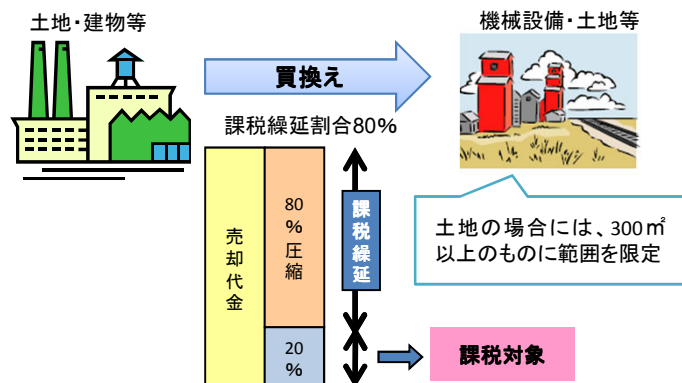 土地・建物等
機械設備・土地等
買換え
課税繰延割合80%
売却代金
80%圧縮
課税繰延
土地の場合には、300㎡
以上のものに範囲を限定
20%
課税対象